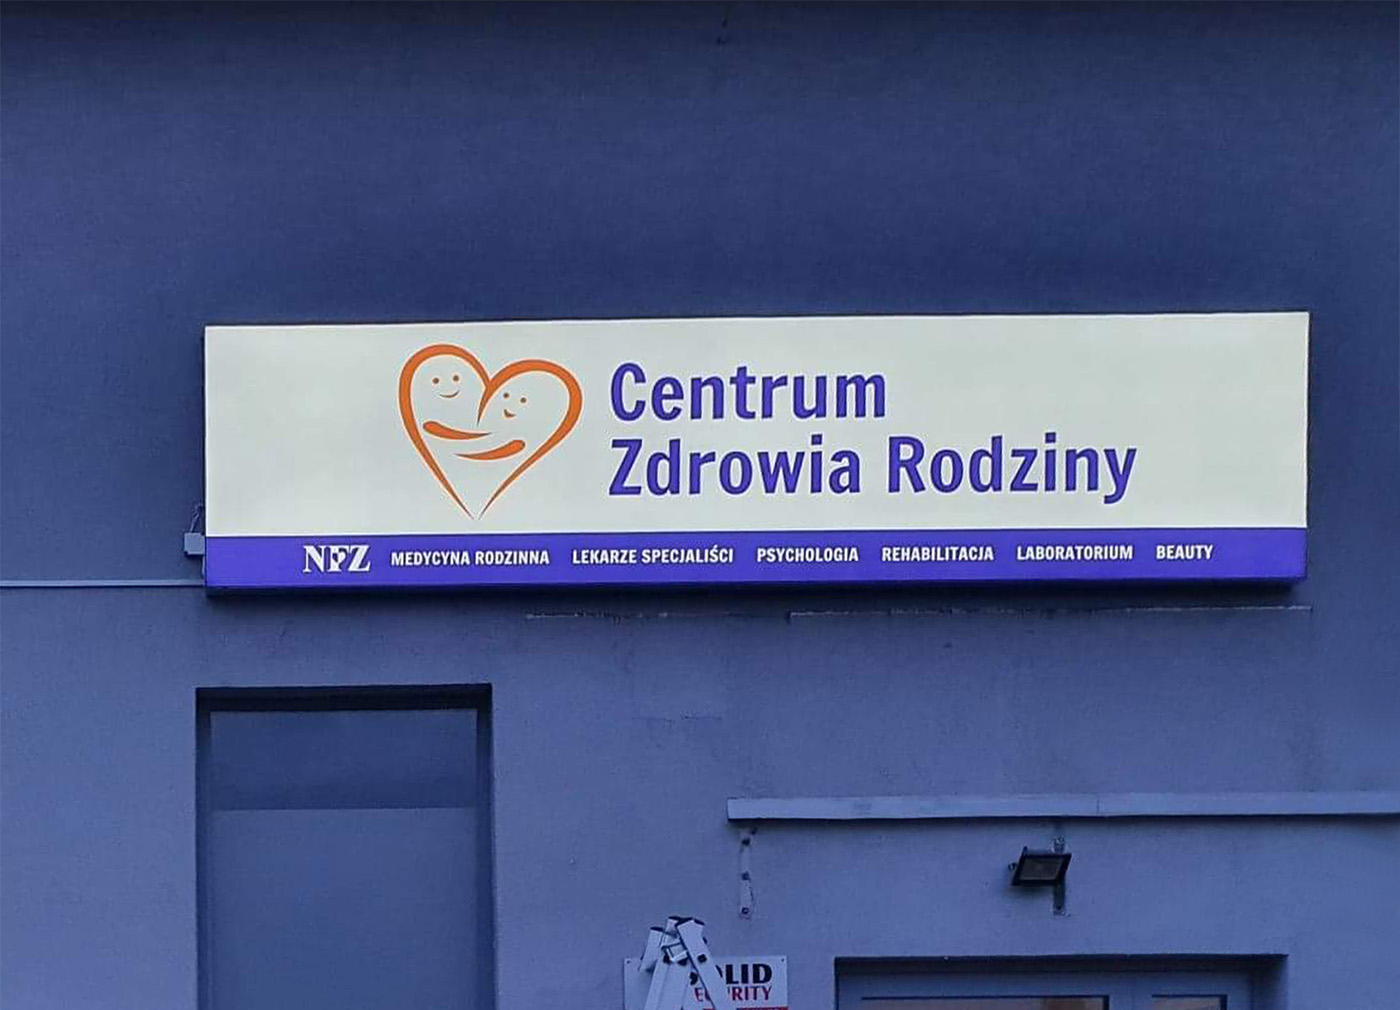 Centrum
Zdrowia Rodziny
NFZ MEDYCYNA RODZINNA LEKARZE SPECJALIŚCI PSYCHOLOGIA REHABILITACJA LABORATORIUM BEAUTY